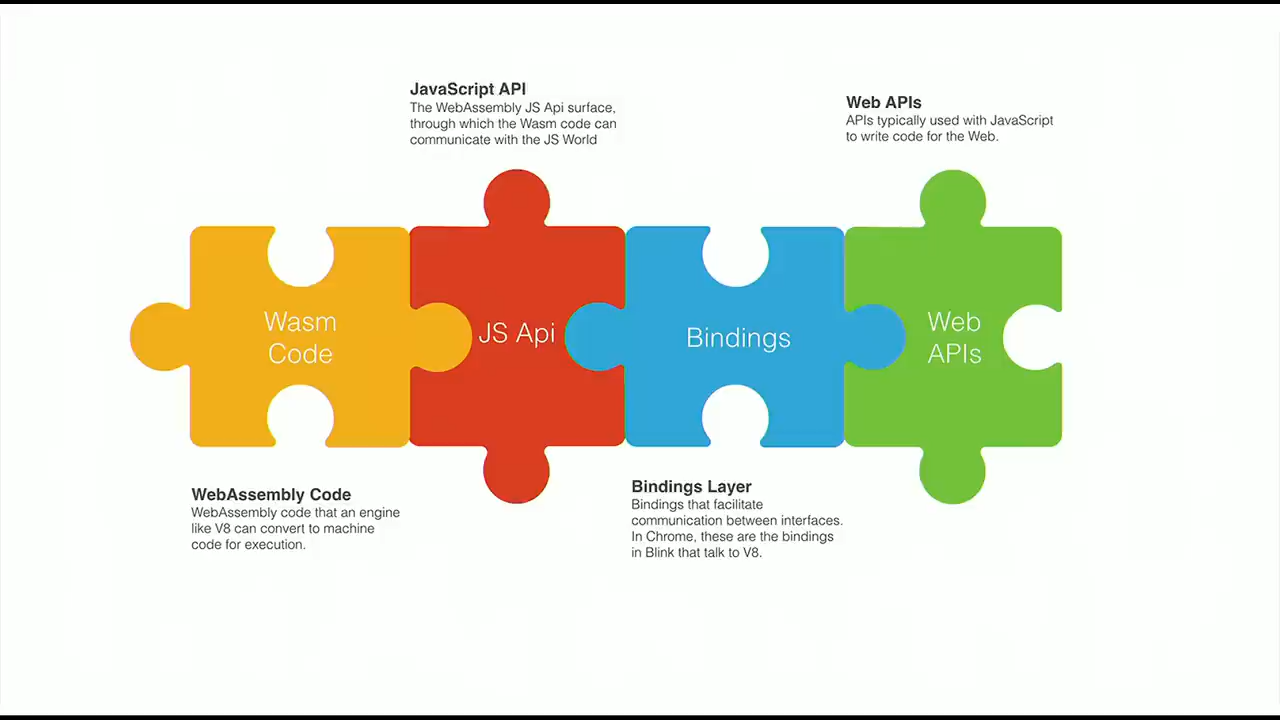 JavaScript API
The WebAssembly JS Api surface,
through which the Wasm code can
communicate with the JS World
Web APIs
APIs typically used with JavaScript
to write code for the Web.
Wasm
Code
JS Api
Bindings
Web
APIs
WebAssembly Code
WebAssembly code that an engine
like V8 can convert to machine
code for execution.
Bindings Layer
Bindings that facilitate
communication between interfaces.
In Chrome, these are the bindings
in Blink that talk to V8.